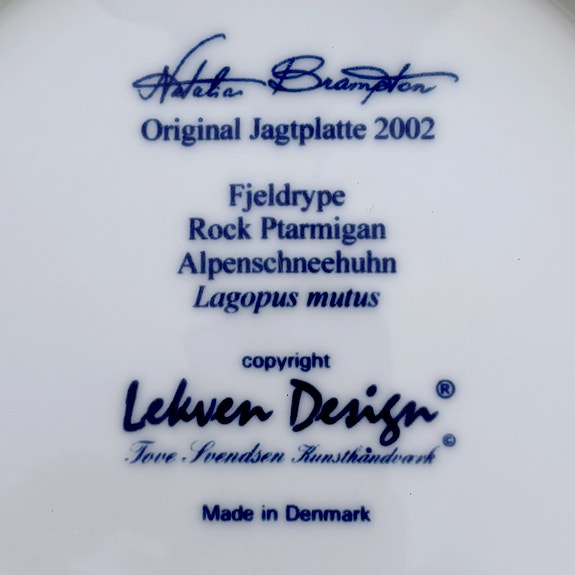 Natalia Brampton
Original Jagtplatte 2002
Fjeldrype
Rock Ptarmigan
Alpenschneehuhn
Lagopus mutus
copyright
Lekven Design®
Tove Svendsen Kunsthåndværk©
Made in Denmark